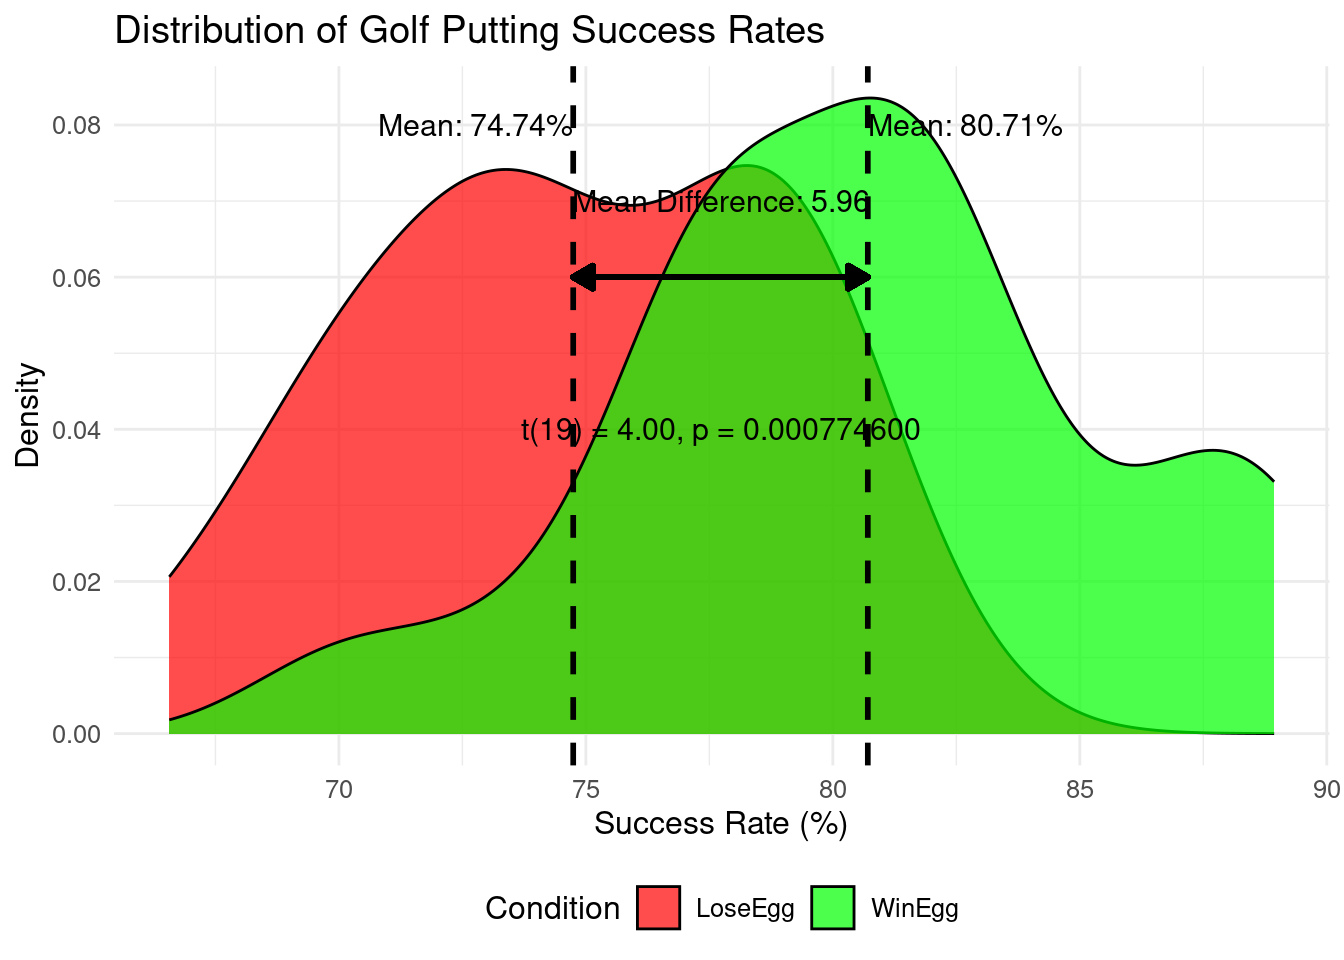 Distribution of Golf Putting Success Rates
Mean: 74.74%
Mean: 80.71%
Mean Difference: 5.96
t(19) = 4.00, p = 0.000774600
Density
0.08
0.06
0.04
0.02
0.00
70 75 80 85 90
Success Rate (%)
Condition LoseEgg WinEgg